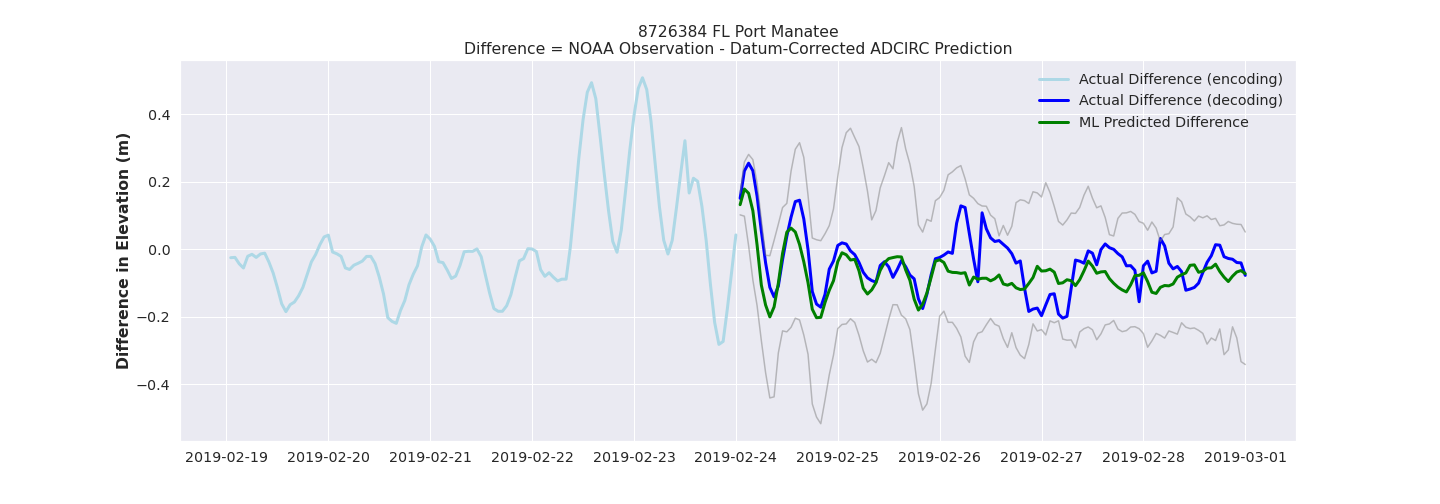 8726384 FL Port Manatee
Difference = NOAA Observation - Datum-Corrected ADCIRC Prediction
Actual Difference (encoding)
Actual Difference (decoding)
ML Predicted Difference
Difference in Elevation (m)
0.4
0.2
0.0
−0.2
−0.4
2019-02-19 2019-02-20 2019-02-21 2019-02-22 2019-02-23 2019-02-24 2019-02-25 2019-02-26 2019-02-27 2019-02-28 2019-03-01